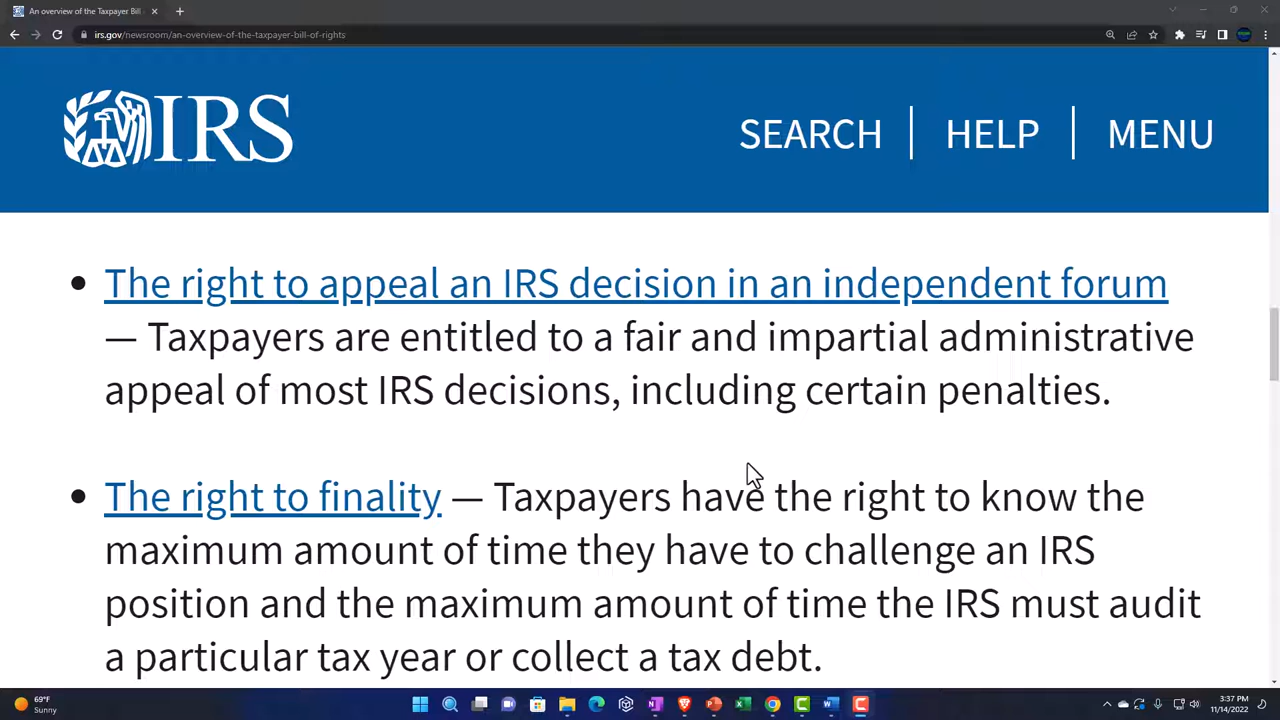 An overview of the Taxpayer Bill
irs.gov/newsroom/an-overview-of-the-taxpayer-bill-of-rights
IRS
SEARCH
HELP
MENU
• The right to appeal an IRS decision in an independent forum
— Taxpayers are entitled to a fair and impartial administrative
appeal of most IRS decisions, including certain penalties.
• The right to finality — Taxpayers have the right to know the
maximum amount of time they have to challenge an IRS
position and the maximum amount of time the IRS must audit
a particular tax year or collect a tax debt.
69°F
Sunny
3:37 PM
11/14/2022